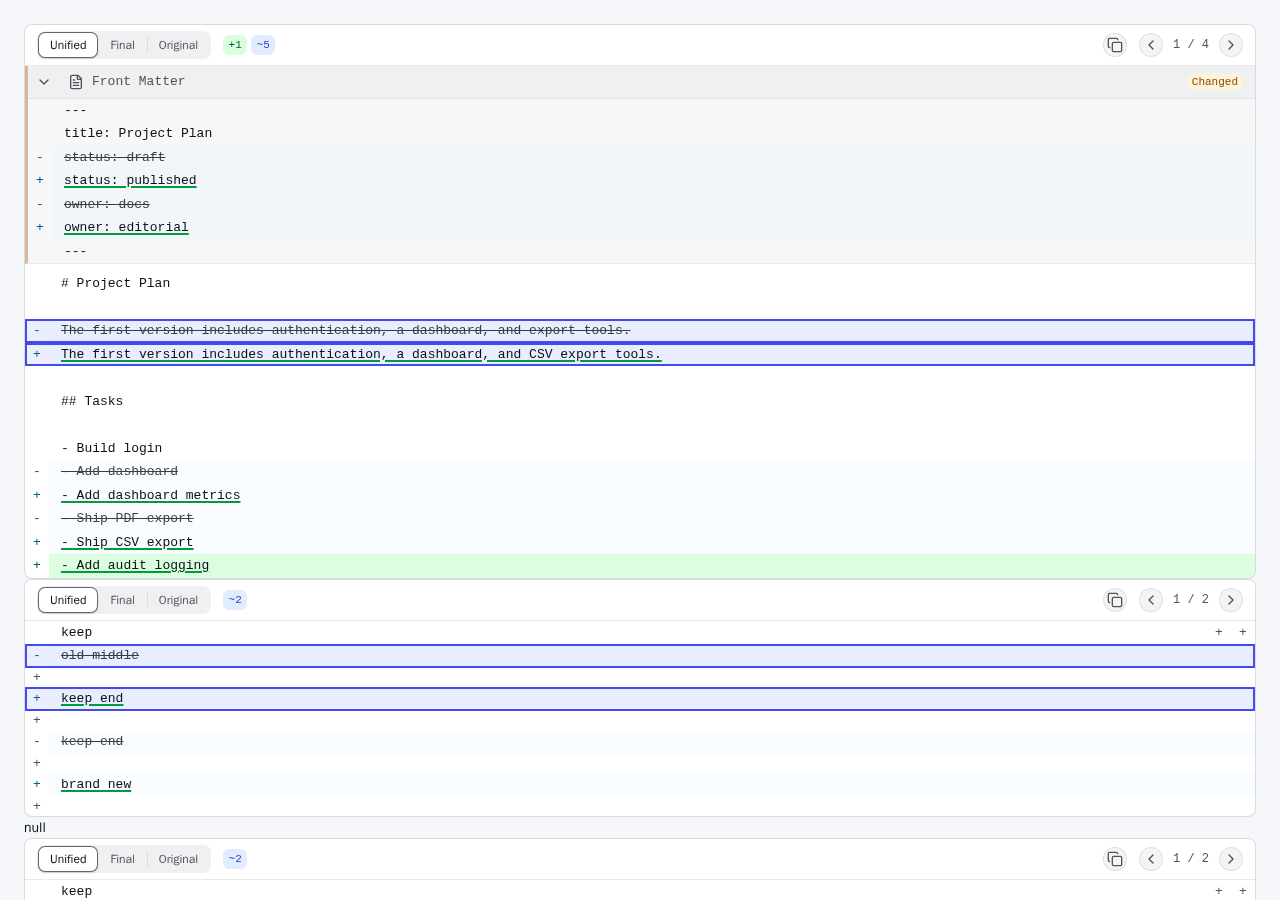 Unified Final Original +1 ~5 1 / 4
Front Matter Changed
---
title: Project Plan
- status: draft
+ status: published
- owner: docs
+ owner: editorial
---
# Project Plan
- The first version includes authentication, a dashboard, and export tools.
+ The first version includes authentication, a dashboard, and CSV export tools.
## Tasks
- Build login
- - Add dashboard
+ - Add dashboard metrics
- - Ship PDF export
+ - Ship CSV export
+ - Add audit logging
Unified Final Original ~2 1 / 2
keep + +
- old middle
+
+ keep end
+
- keep end
+
+ brand new
+
null
Unified Final Original ~2 1 / 2
keep + +